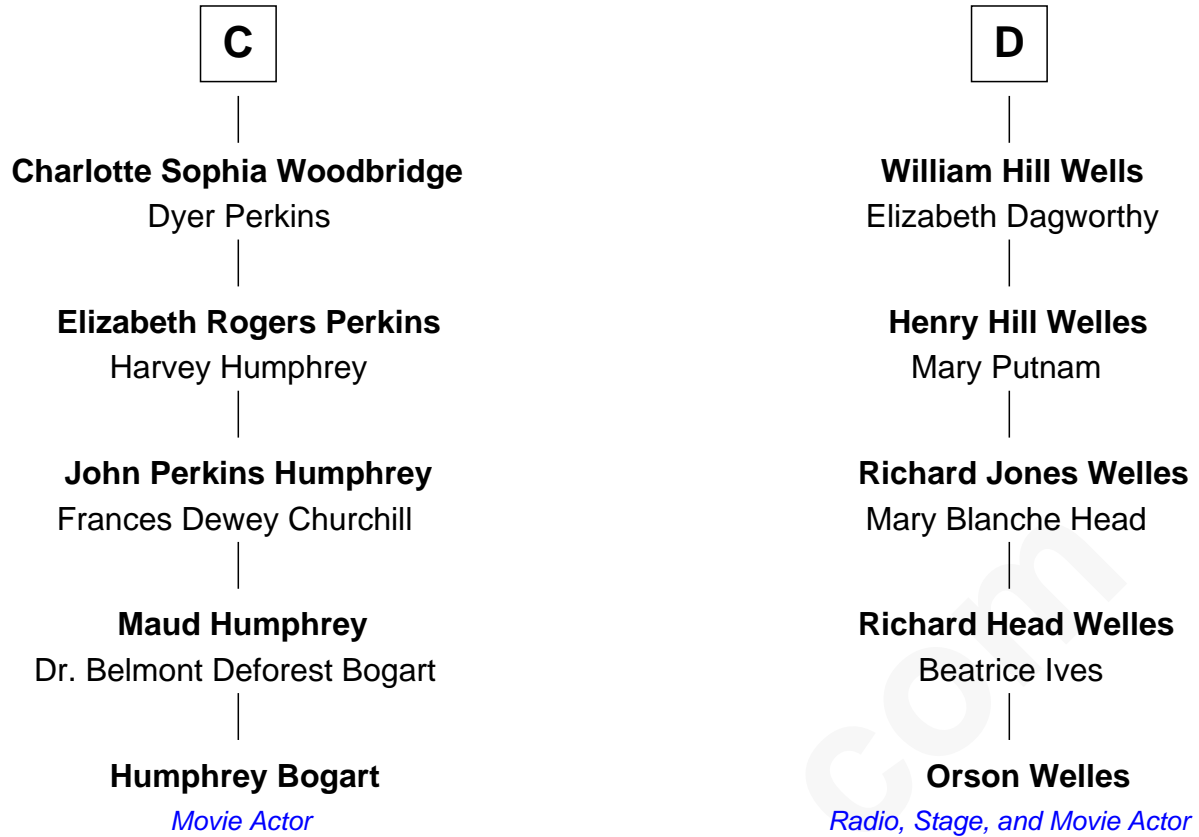 C
Charlotte Sophia Woodbridge
Dyer Perkins
Elizabeth Rogers Perkins
Harvey Humphrey
John Perkins Humphrey
Frances Dewey Churchill
Maud Humphrey
Dr. Belmont Deforest Bogart
Humphrey Bogart
Movie Actor
D
William Hill Wells
Elizabeth Dagworthy
Henry Hill Welles
Mary Putnam
Richard Jones Welles
Mary Blanche Head
Richard Head Welles
Beatrice Ives
Orson Welles
Radio, Stage, and Movie Actor
com